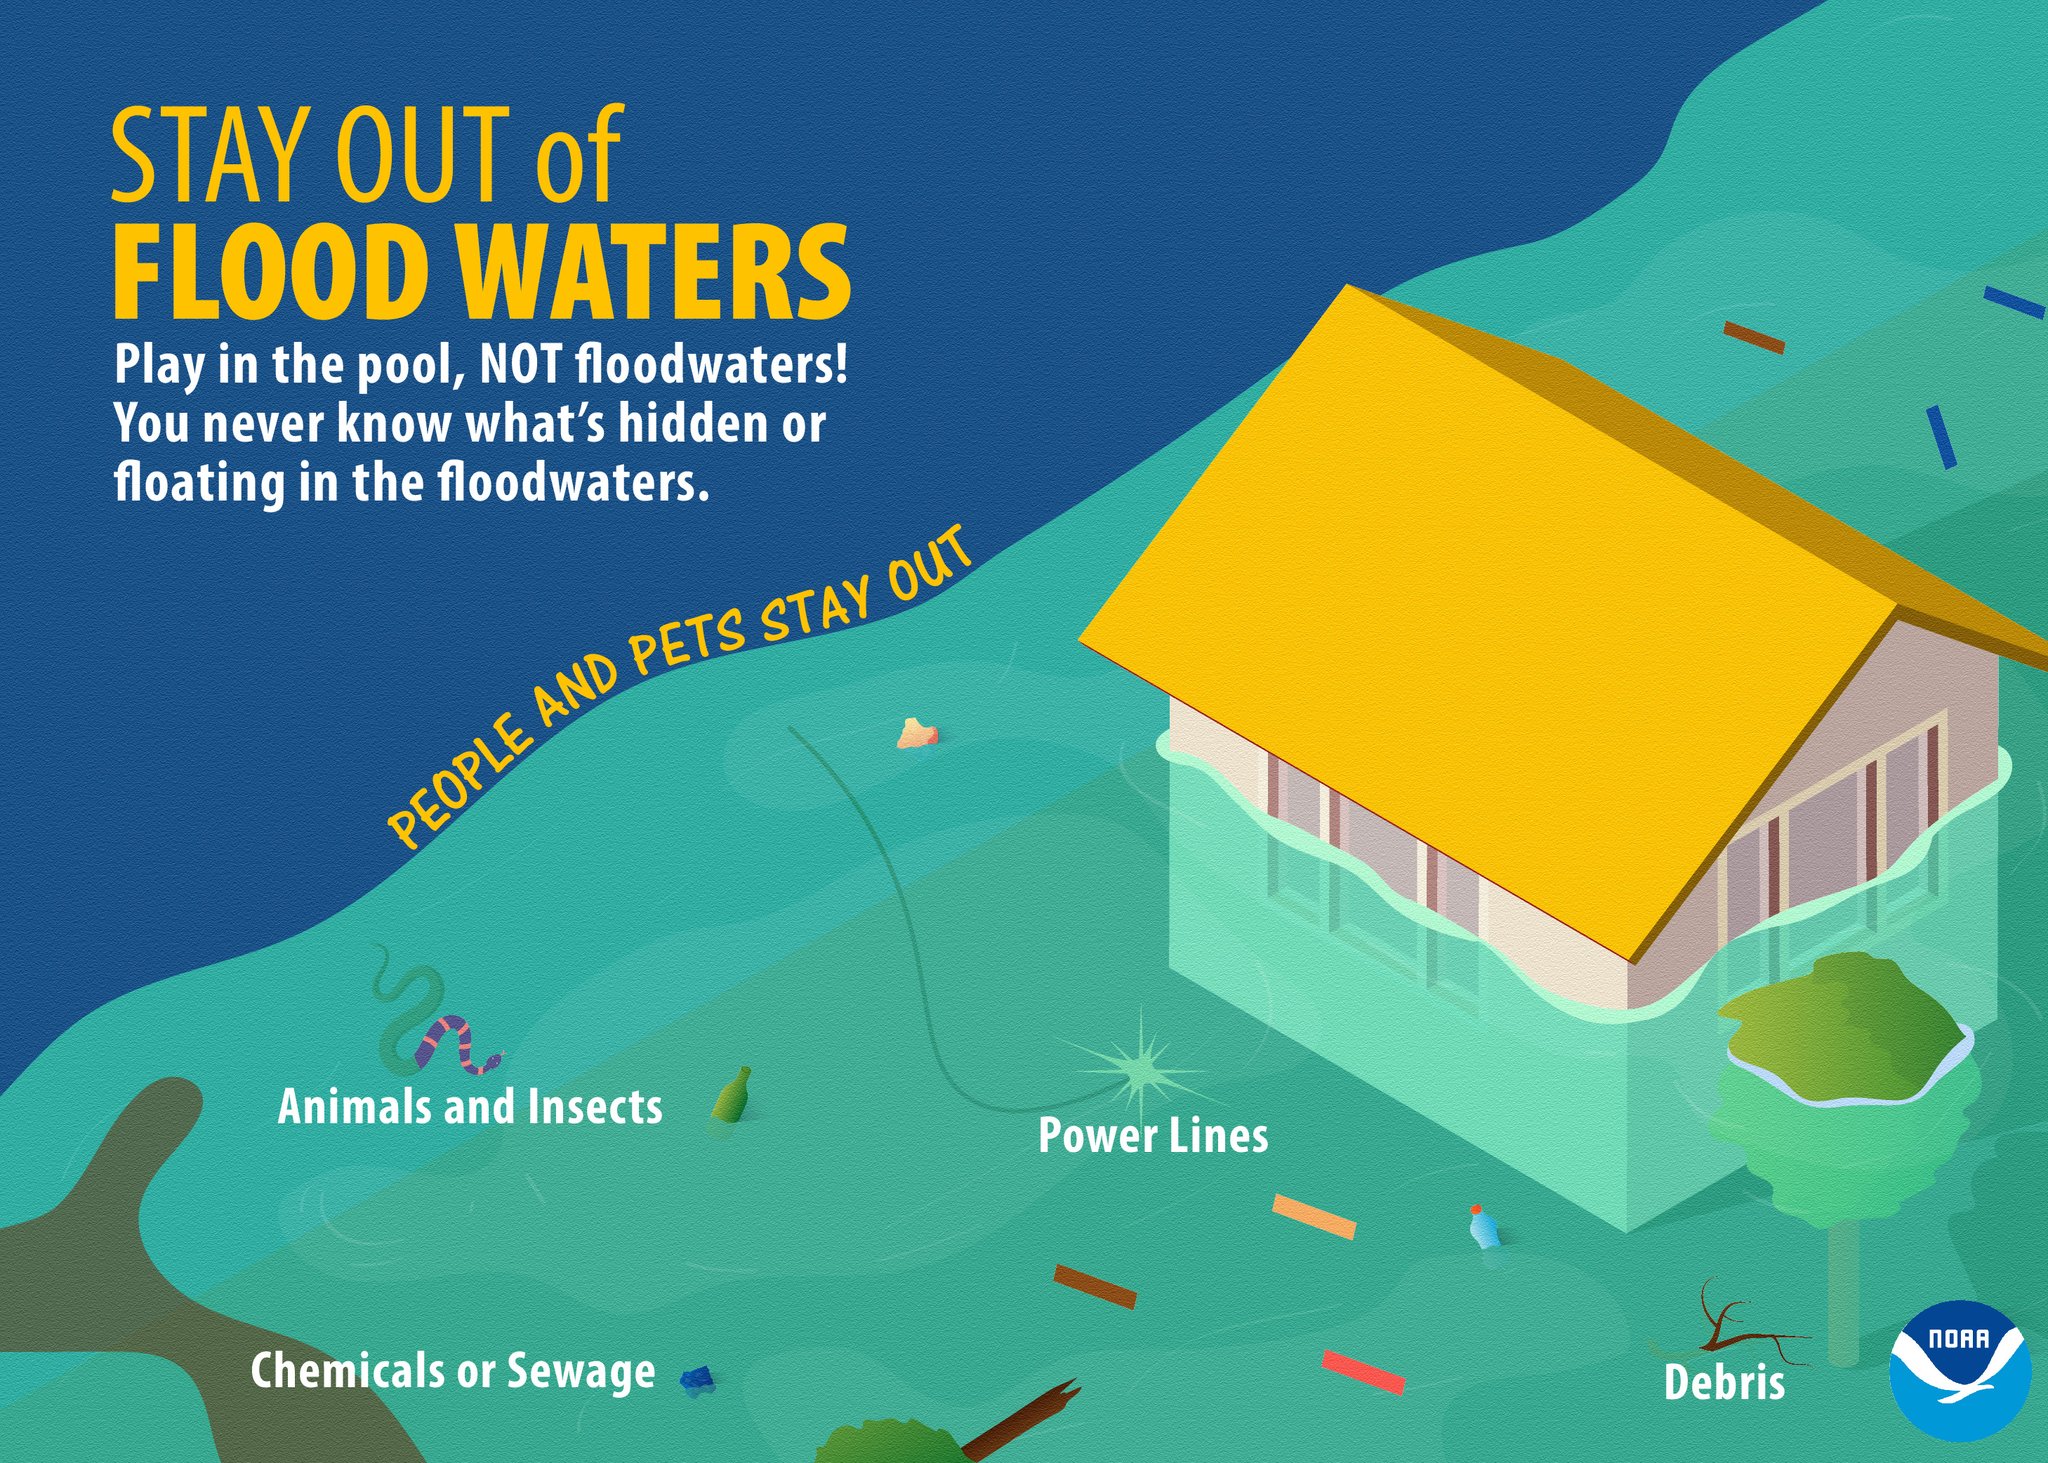 STAY OUT of
FLOOD WATERS
Play in the pool, NOT floodwaters!
You never know what's hidden or
floating in the floodwaters.
PEOPLE AND PETS STAY OUT
Animals and Insects
Power Lines
Chemicals or Sewage
Debris
NOAA